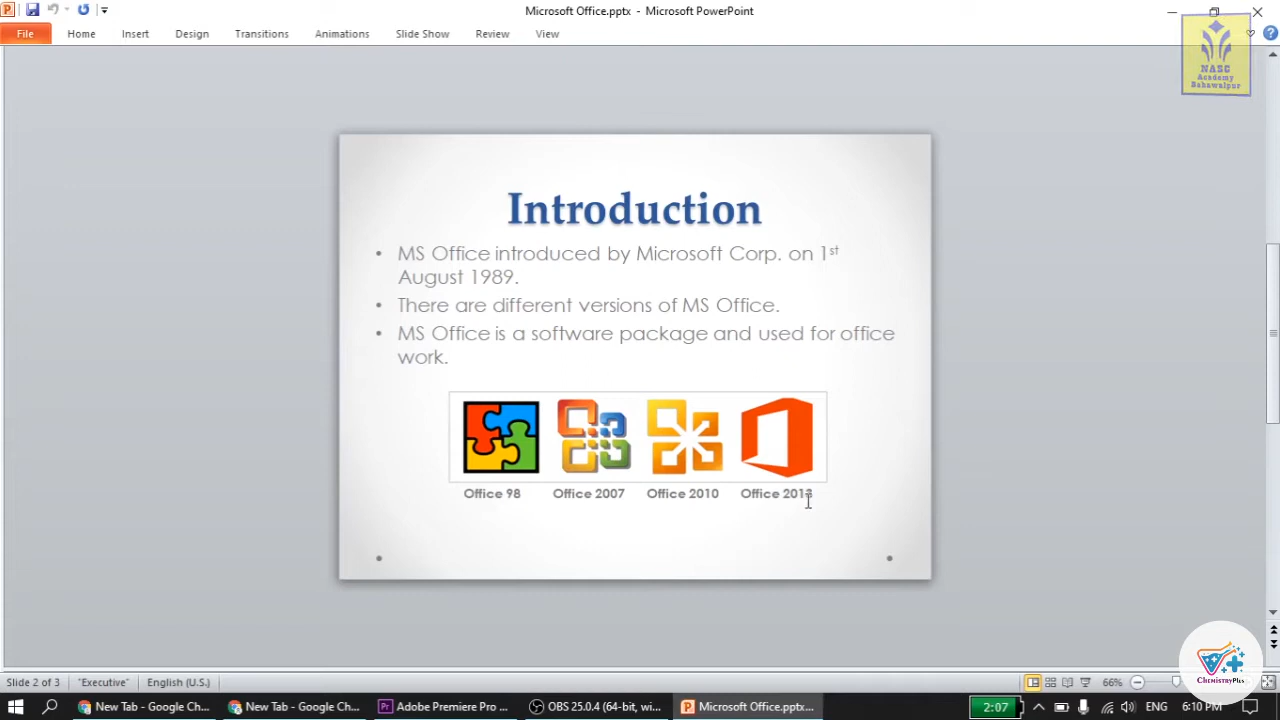 Microsoft Office.pptx - Microsoft PowerPoint
File Home Insert Design Transitions Animations Slide Show Review View
NASC
Academy
Bahawalpur
Introduction
• MS Office introduced by Microsoft Corp. on 1st
August 1989.
• There are different versions of MS Office.
• MS Office is a software package and used for office
work.
Office 98 Office 2007 Office 2010 Office 2013
ChemistryPlus
Slide 2 of 3 "Executive" English (U.S.) 66%
New Tab - Google Ch... New Tab - Google Ch... Adobe Premiere Pro ... OBS 25.0.4 (64-bit, wi... Microsoft Office.pptx... 2:07 ENG 6:10 PM